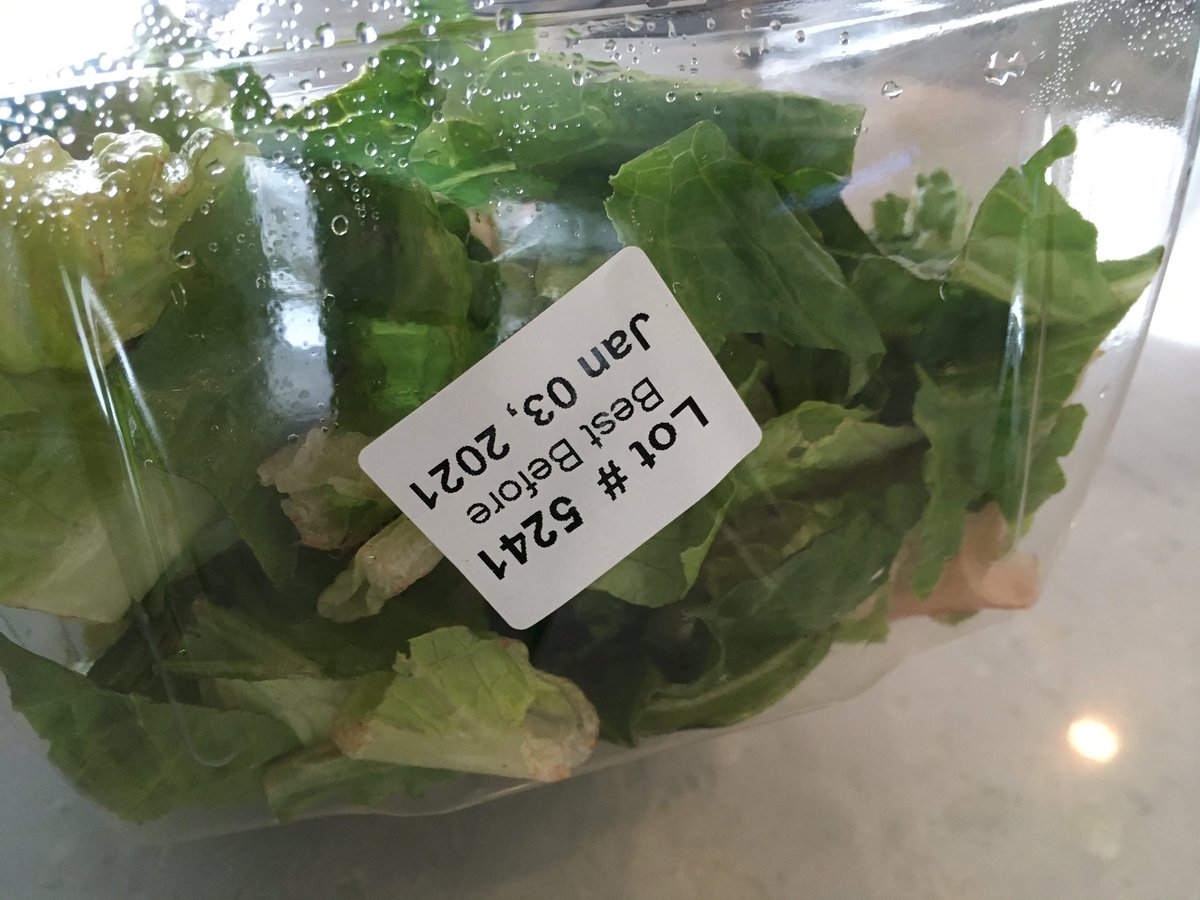 Lot # 5241
Best Before
Jan 03, 2021